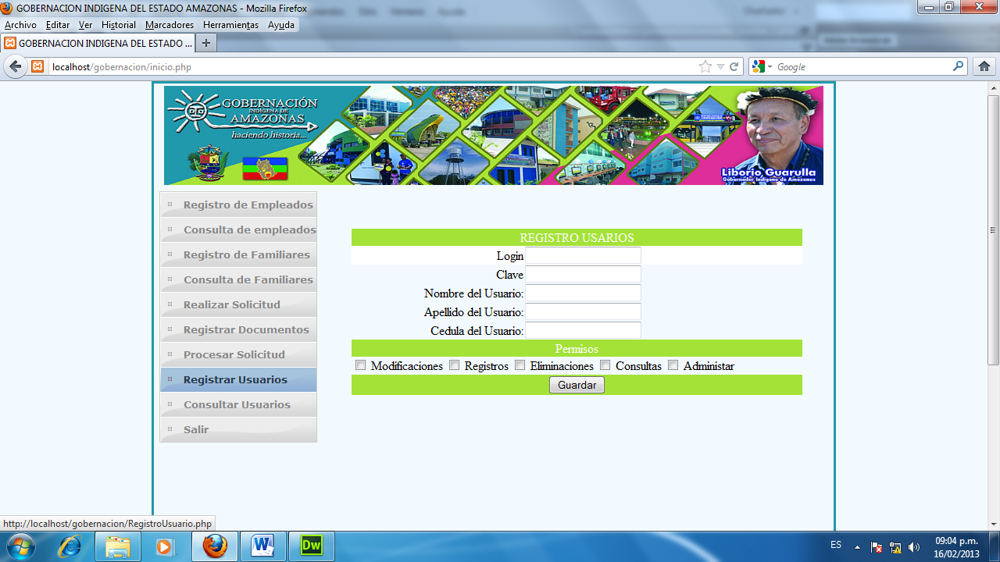 GOBERNACION INDIGENA DEL ESTADO AMAZONAS - Mozilla Firefox
Archivo Editar Ver Historial Marcadores Herramientas Ayuda
GOBERNACION INDIGENA DEL ESTADO ...
localhost/gobernacion/inicio.php
Google
GOBERNACIÓN
INDÍGENA DE
AMAZONAS
haciendo historia...
Liborio Guarulla
Gobernador Indígena de Amazonas
Registro de Empleados
Consulta de empleados
Registro de Familiares
Consulta de Familiares
Realizar Solicitud
Registrar Documentos
Procesar Solicitud
Registrar Usuarios
Consultar Usuarios
Salir
REGISTRO USARIOS
Login
Clave
Nombre del Usuario:
Apellido del Usuario:
Cedula del Usuario:
Permisos
Modificaciones Registros Eliminaciones Consultas Administar
Guardar
http://localhost/gobernacion/RegistroUsuario.php
ES
09:04 p.m.
16/02/2013